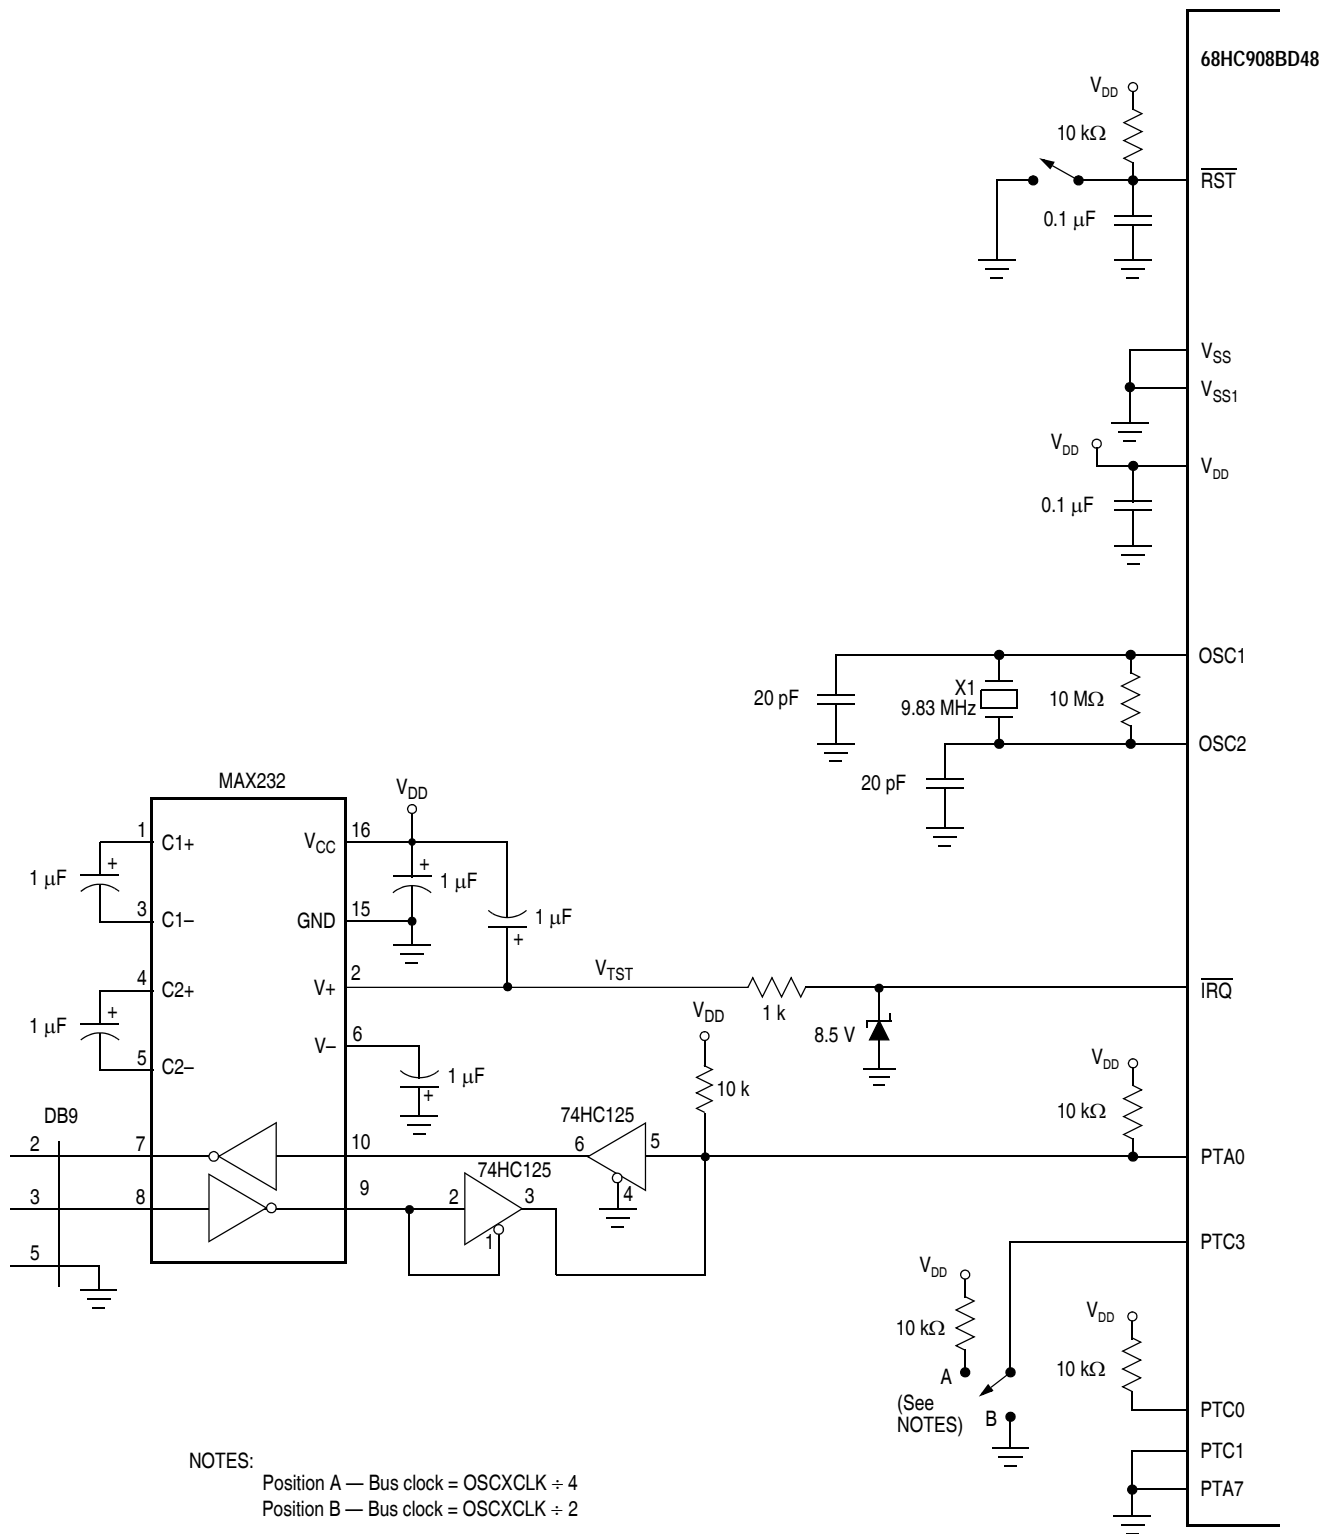 68HC908BD48
VDD
10 kΩ
RST
0.1 μF
VSS
VSS1
VDD
VDD
0.1 μF
OSC1
20 pF
X1
9.83 MHz
10 MΩ
OSC2
20 pF
MAX232
VDD
1
C1+
VCC
16
1 μF
+
+
1 μF
3
C1–
GND
15
1 μF
+
4
C2+
V+
2
VTST
1 k
IRQ
1 μF
+
VDD
8.5 V
5
C2–
V–
6
1 μF
+
10 k
VDD
10 kΩ
DB9
74HC125
2
7
10
6
5
4
PTA0
74HC125
3
8
9
2
3
1
5
PTC3
VDD
10 kΩ
VDD
10 kΩ
A
(See
NOTES)
B
PTC0
PTC1
PTA7
NOTES:
Position A — Bus clock = OSCXCLK ÷ 4
Position B — Bus clock = OSCXCLK ÷ 2